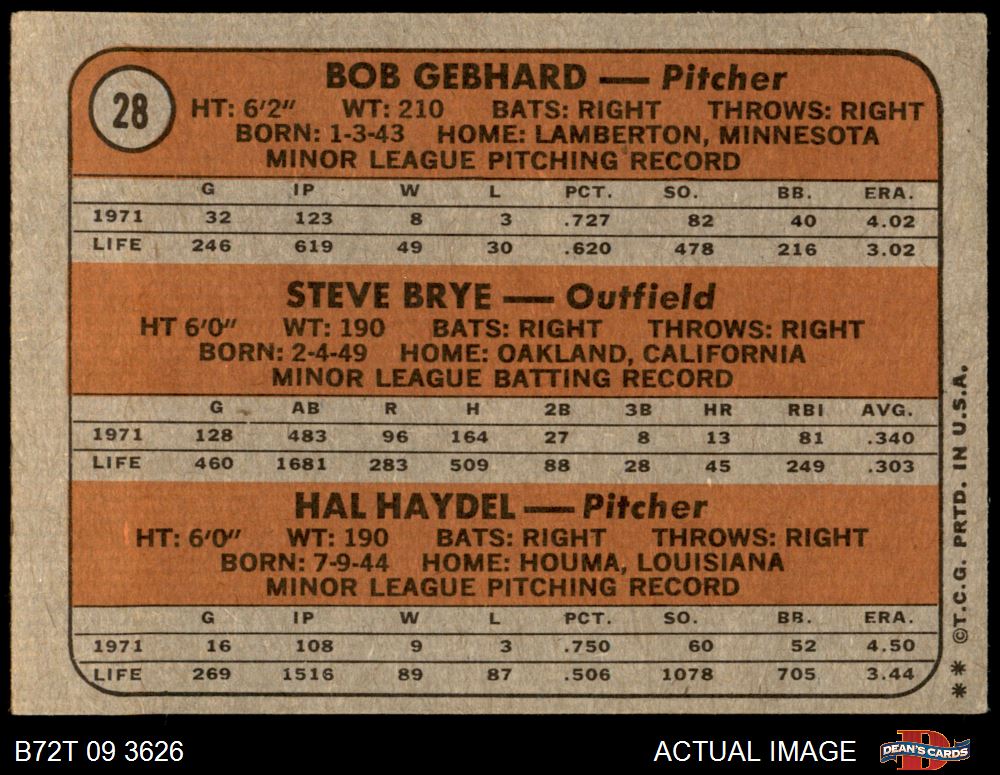 BOB GEBHARD — Pitcher
28
HT: 6'2" WT: 210 BATS: RIGHT THROWS: RIGHT
BORN: 1-3-43 HOME: LAMBERTON, MINNESOTA
MINOR LEAGUE PITCHING RECORD
G IP W L PCT. SO. BB. ERA.
1971 32 123 8 3 .727 82 40 4.02
LIFE 246 619 49 30 .620 478 216 3.02
STEVE BRYE — Outfield
HT 6'0" WT: 190 BATS: RIGHT THROWS: RIGHT
BORN: 2-4-49 HOME: OAKLAND, CALIFORNIA
MINOR LEAGUE BATTING RECORD
G AB R H 2B 3B HR RBI AVG.
1971 128 483 96 164 27 8 13 81 .340
LIFE 460 1681 283 509 88 28 45 249 .303
HAL HAYDEL — Pitcher
HT: 6'0" WT: 190 BATS: RIGHT THROWS: RIGHT
BORN: 7-9-44 HOME: HOUMA, LOUISIANA
MINOR LEAGUE PITCHING RECORD
G IP W L PCT. SO. BB. ERA.
1971 16 108 9 3 .750 60 52 4.50
LIFE 269 1516 89 87 .506 1078 705 3.44
** ©T.C.G. PRTD. IN U.S.A.
B72T 09 3626
ACTUAL IMAGE
D
DEAN'S CARDS